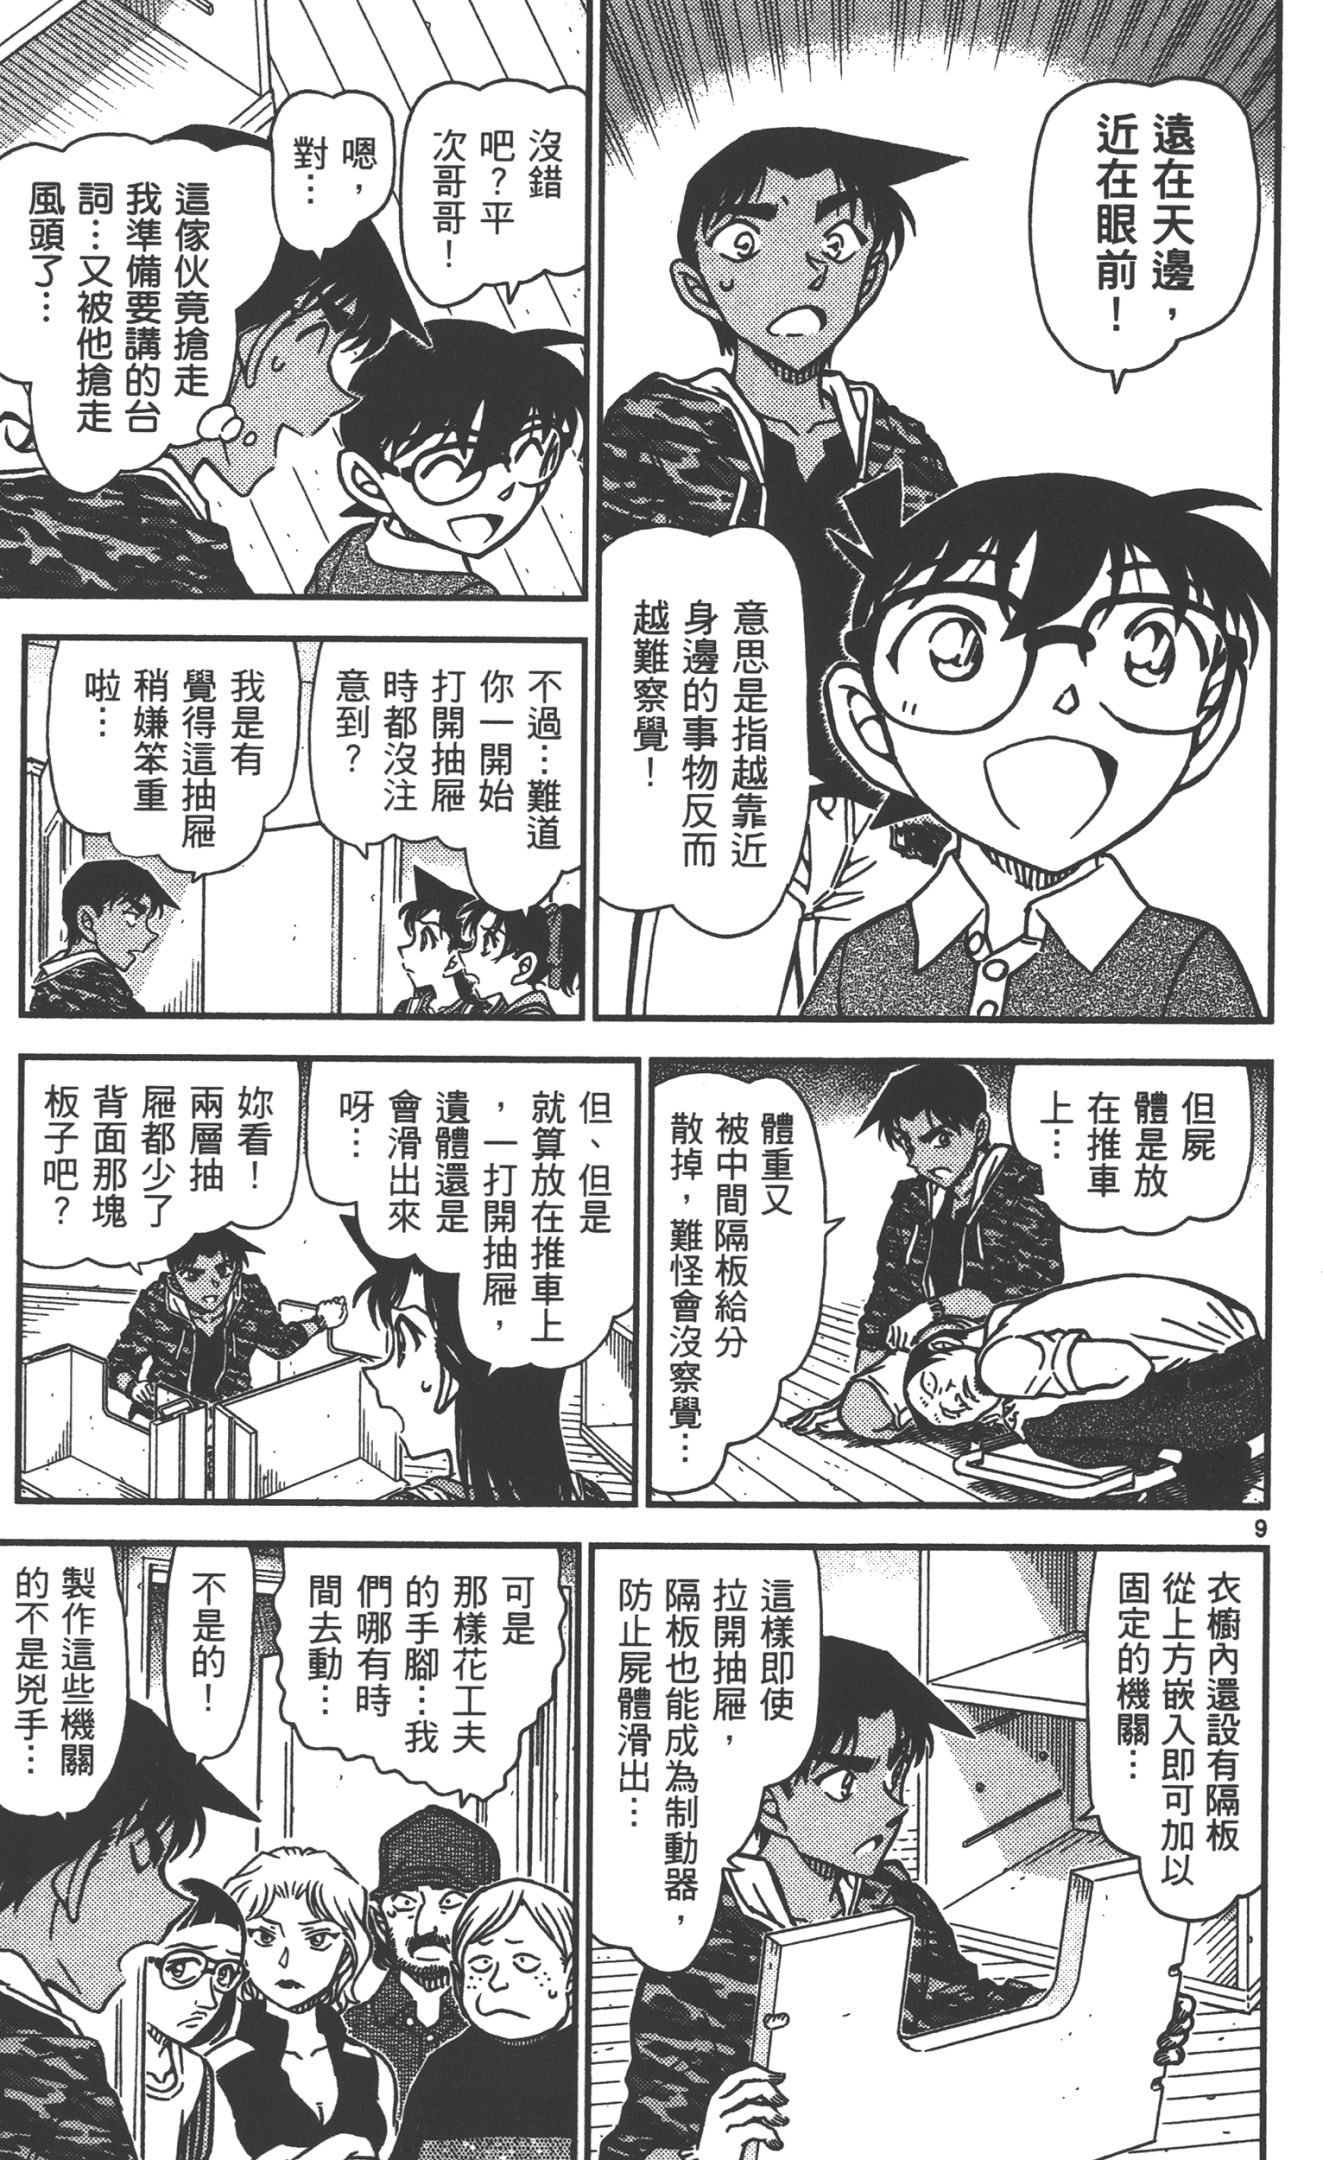 遠在天邊，
近在眼前！
意思是指越靠近
身邊的事物反而
越難察覺！
沒錯
吧？平
次哥哥！
嗯，
對…
這傢伙竟搶走
我準備要講的台
詞…又被他搶走
風頭了…
不過…難道
你一開始
打開抽屜
時都沒注
意到？
我是有
覺得這抽屜
稍嫌笨重
啦…
但屍
體是放
在推車
上…
體重又
被中間隔板給分
散掉，難怪會沒察覺…
但、但是
就算放在推車上
，一打開抽屜，
遺體還是
會滑出來
呀…
妳看！
兩層抽
屜都少了
背面那塊
板子吧？
9
衣櫥內還設有隔板
從上方嵌入即可加以
固定的機關…
這樣即使
拉開抽屜，
隔板也能成為制動器，
防止屍體滑出…
可是
那樣花工夫
的手腳…我
們哪有時
間去動…
不是的！
製作這些機關
的不是兇手…